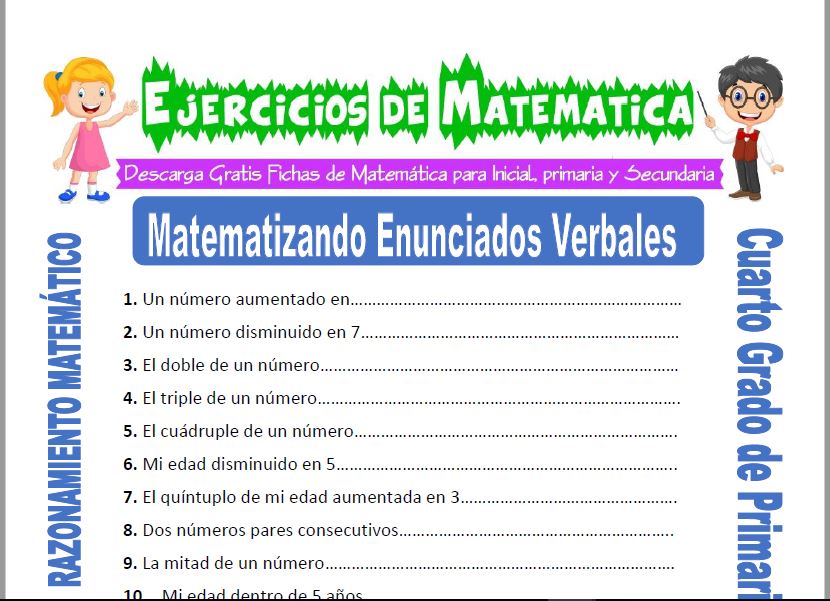 EJERCICIOS DE MATEMATICA
Descarga Gratis Fichas de Matemática para Inicial, primaria y Secundaria
Matematizando Enunciados Verbales
RAZONAMIENTO MATEMÁTICO
1. Un número aumentado en……………………………………………………………………
2. Un número disminuido en 7…………………………………………………………………
3. El doble de un número…………………………………………………………………………
4. El triple de un número…………………………………………………………………………
5. El cuádruple de un número…………………………………………………………………
6. Mi edad disminuido en 5……………………………………………………………………
7. El quíntuplo de mi edad aumentada en 3……………………………………………
8. Dos números pares consecutivos…………………………………………………………
9. La mitad de un número………………………………………………………………………
10. Mi edad dentro de 5 años
Cuarto Grado de Primari